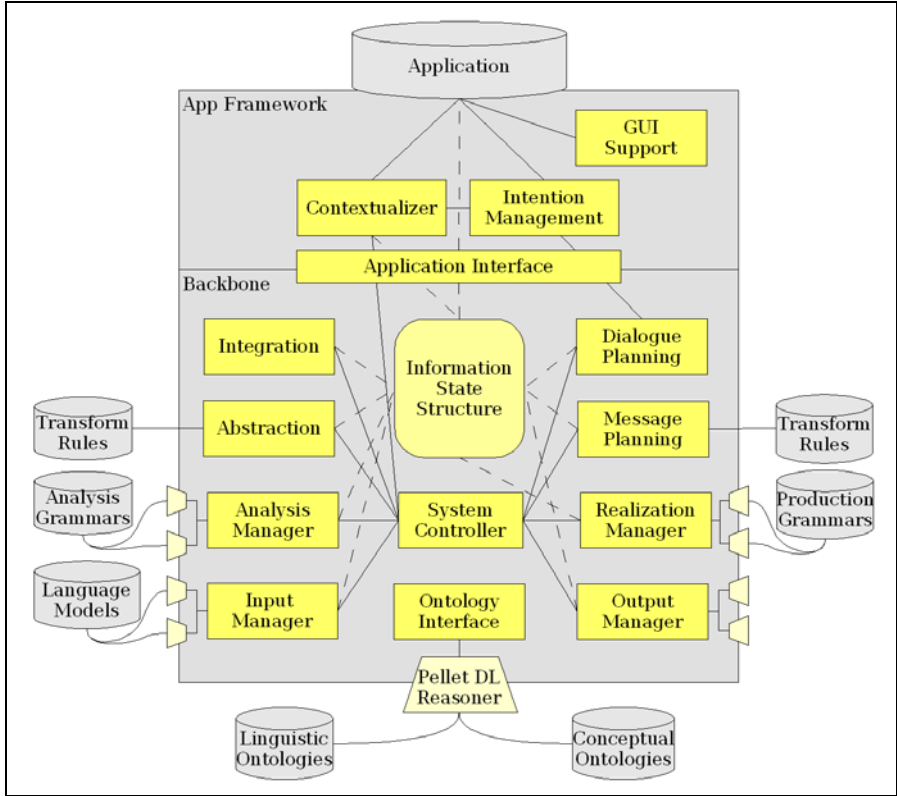 Application
App Framework
GUI
Support
Contextualizer
Intention
Management
Application Interface
Backbone
Integration
Information
State
Structure
Dialogue
Planning
Transform
Rules
Abstraction
Message
Planning
Transform
Rules
Analysis
Grammars
Analysis
Manager
System
Controller
Realization
Manager
Production
Grammars
Language
Models
Input
Manager
Ontology
Interface
Output
Manager
Pellet DL
Reasoner
Linguistic
Ontologies
Conceptual
Ontologies